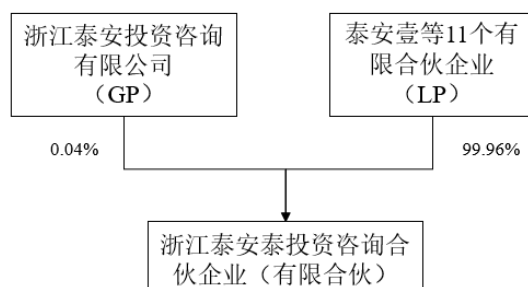 浙江泰安投资咨询
有限公司
（GP）
泰安壹等11个有
限合伙企业
（LP）
0.04%
99.96%
浙江泰安泰投资咨询合
伙企业（有限合伙）